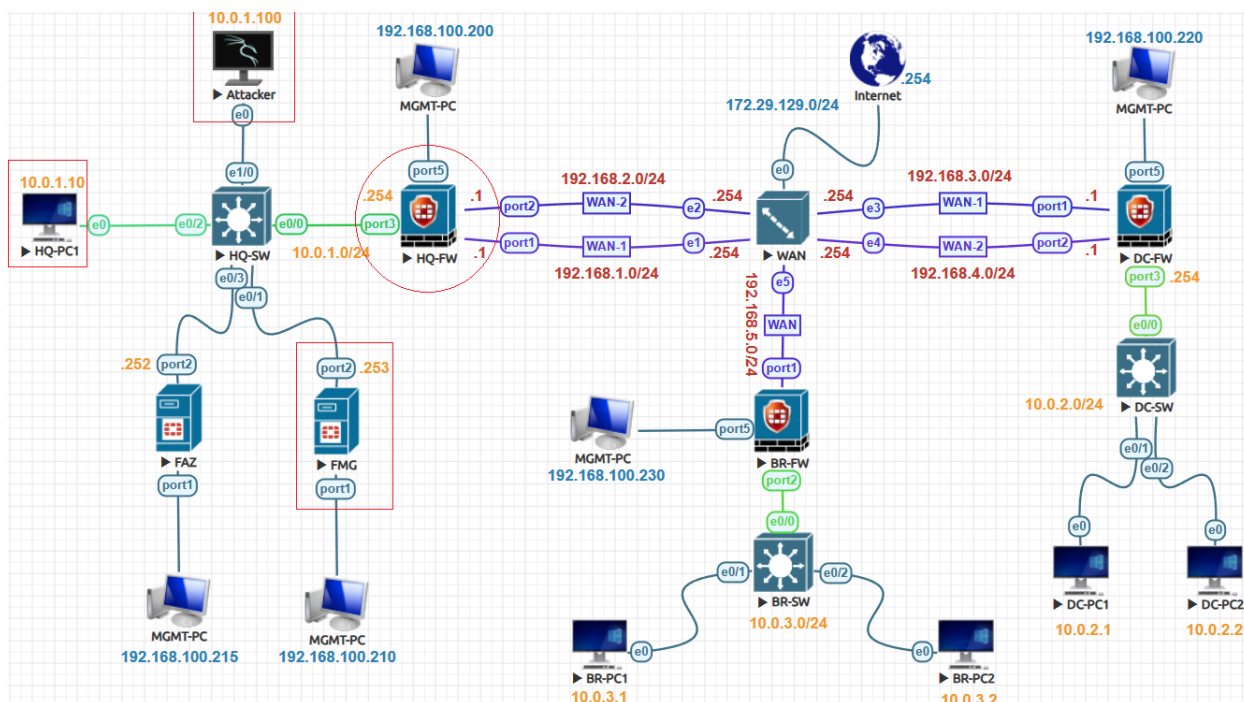 10.0.1.100
Attacker
e0
e1/0
192.168.100.200
MGMT-PC
port5
Internet
.254
172.29.129.0/24
e0
192.168.100.220
MGMT-PC
port5
10.0.1.10
HQ-PC1
e0
e0/2
HQ-SW
e0/0
10.0.1.0/24
port3
.254
HQ-FW
.1
port2
192.168.2.0/24
WAN-2
e2
.254
.1
port1
WAN-1
192.168.1.0/24
e1
.254
WAN
.254
e3
192.168.3.0/24
WAN-1
port1
.1
.254
e4
WAN-2
192.168.4.0/24
port2
.1
DC-FW
port3
.254
e0/0
DC-SW
10.0.2.0/24
e0/1
e0/2
e0
DC-PC1
10.0.2.1
e0
DC-PC2
10.0.2.2
e5
192.168.5.0/24
WAN
port1
BR-FW
port5
MGMT-PC
192.168.100.230
port2
e0/0
BR-SW
10.0.3.0/24
e0/1
e0/2
e0
BR-PC1
10.0.3.1
e0
BR-PC2
10.0.3.2
e0/3
e0/1
.252
port2
FAZ
port1
MGMT-PC
192.168.100.215
port2
.253
FMG
port1
MGMT-PC
192.168.100.210